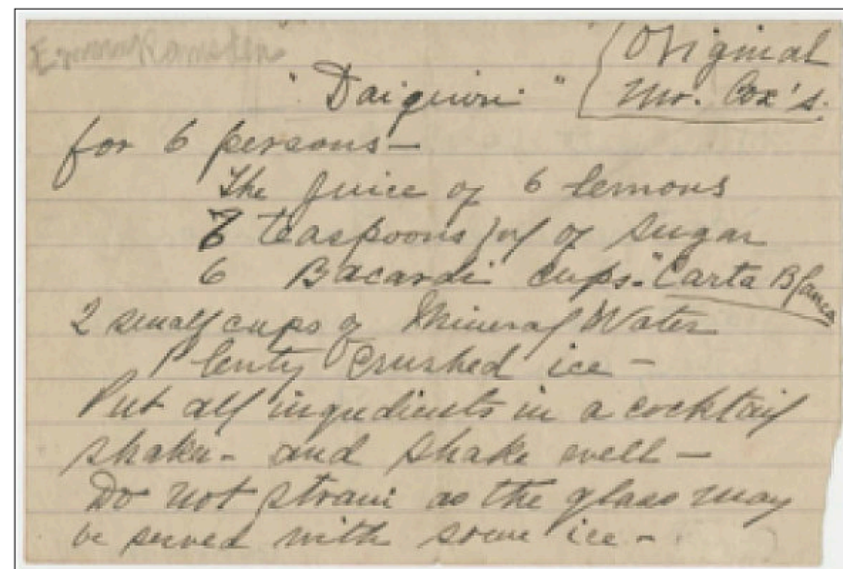 Original
"Daiquiri" Mr. Cox's.
for 6 persons—
The juice of 6 lemons
6 teaspoons full of sugar
6 Bacardi cups-"Carta Blanca
2 small cups of Mineral Water
Plenty crushed ice —
Put all ingredients in a cocktail
shaker- and shake well —
Do not strain as the glass may
be served with some ice —